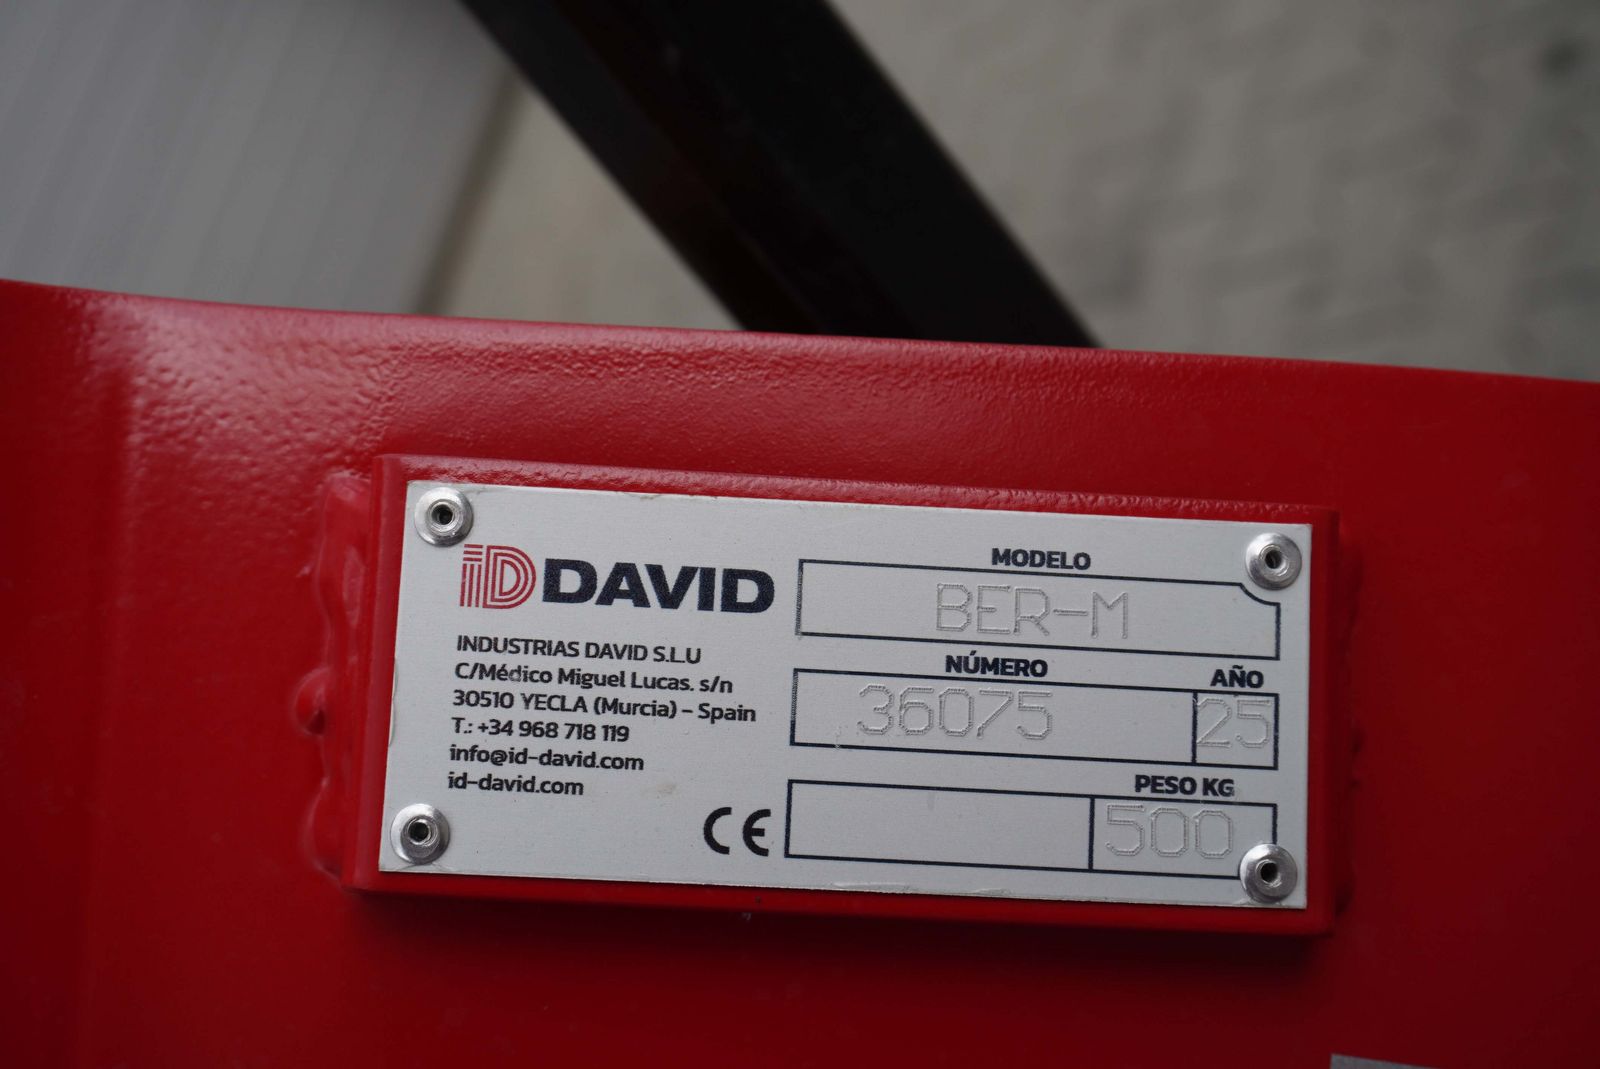 iD DAVID
INDUSTRIAS DAVID S.L.U
C/Médico Miguel Lucas. s/n
30510 YECLA (Murcia) - Spain
T.: +34 968 718 119
info@id-david.com
id-david.com
CE
MODELO
BER-M
NÚMERO AÑO
36075 25
PESO KG
500